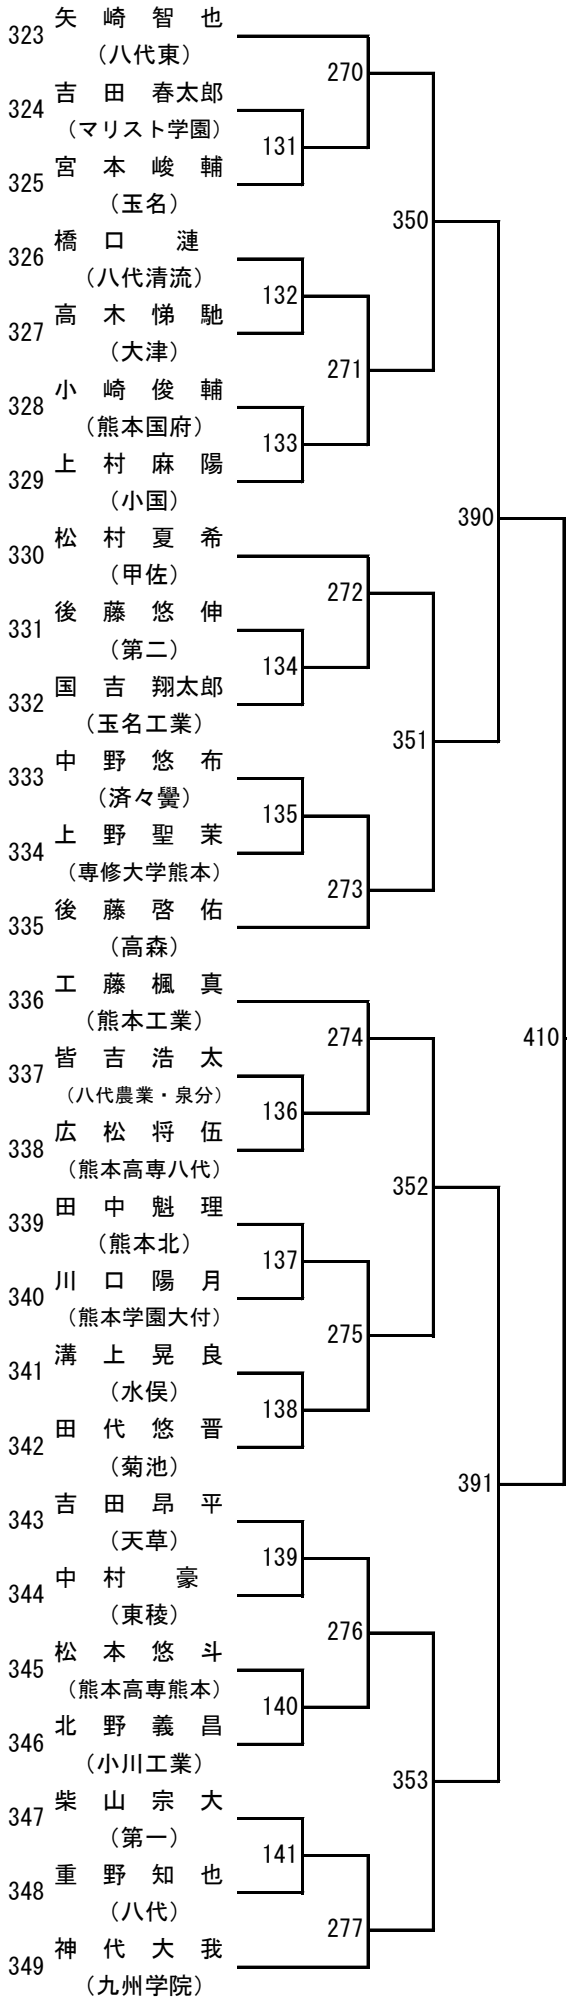 323 矢崎智也
(八代東)
270
324 吉田春太郎
(マリスト学園)
131
325 宮本峻輔
(玉名)
350
326 橋口漣
(八代清流)
132
327 高木悌馳
(大津)
271
328 小崎俊輔
(熊本国府)
133
329 上村麻陽
(小国)
390
330 松村夏希
(甲佐)
272
331 後藤悠伸
(第二)
134
332 国吉翔太郎
(玉名工業)
351
333 中野悠布
(済々黌)
135
334 上野聖茉
(専修大学熊本)
273
335 後藤啓佑
(高森)
336 工藤楓真
(熊本工業)
274
410
337 皆吉浩太
(八代農業・泉分)
136
338 広松将伍
(熊本高専八代)
352
339 田中魁理
(熊本北)
137
340 川口陽月
(熊本学園大付)
275
341 溝上晃良
(水俣)
138
342 田代悠晋
(菊池)
391
343 吉田昂平
(天草)
139
344 中村豪
(東稜)
276
345 松本悠斗
(熊本高専熊本)
140
346 北野義昌
(小川工業)
353
347 柴山宗大
(第一)
141
348 重野知也
(八代)
277
349 神代大我
(九州学院)